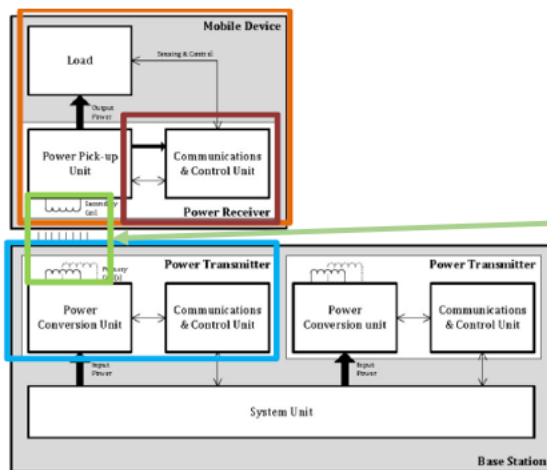 Mobile Device
Load
Sensing & Control
Output
Power
Power Pick-up
Unit
Communications
& Control Unit
Secondary
Coil
Power Receiver
Power Transmitter
Primary
Power
Conversion Unit
Communications
& Control Unit
Input
Power
Power Transmitter
Power
Conversion unit
Communications
& Control Unit
Input
Power
System Unit
Base Station